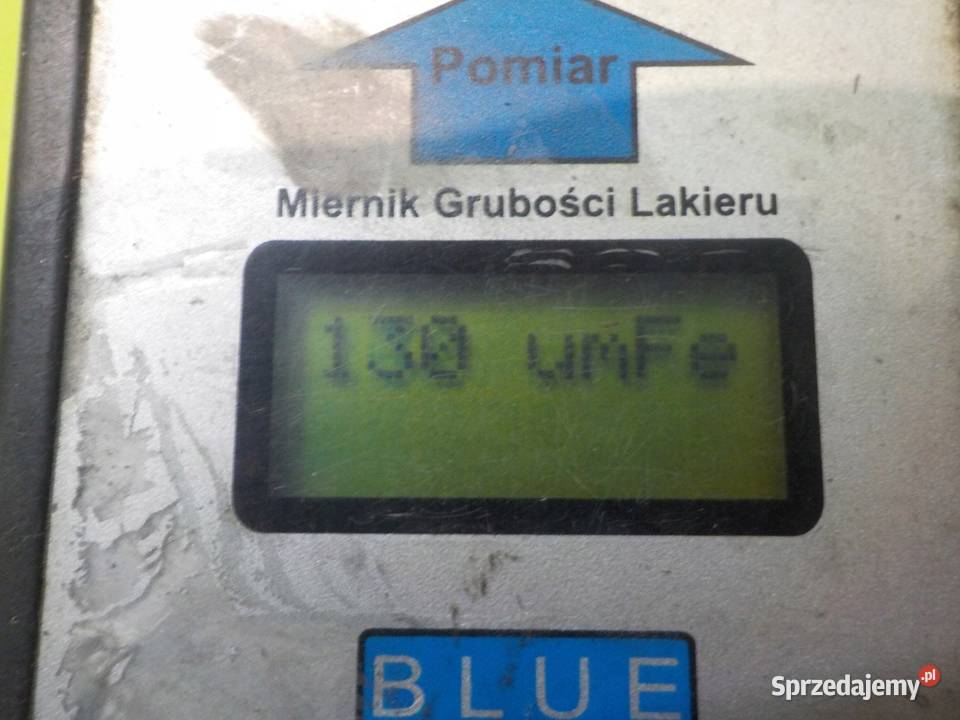 Pomiar
Miernik Grubości Lakieru
130 umFe
BLUE
Sprzedajemy.pl